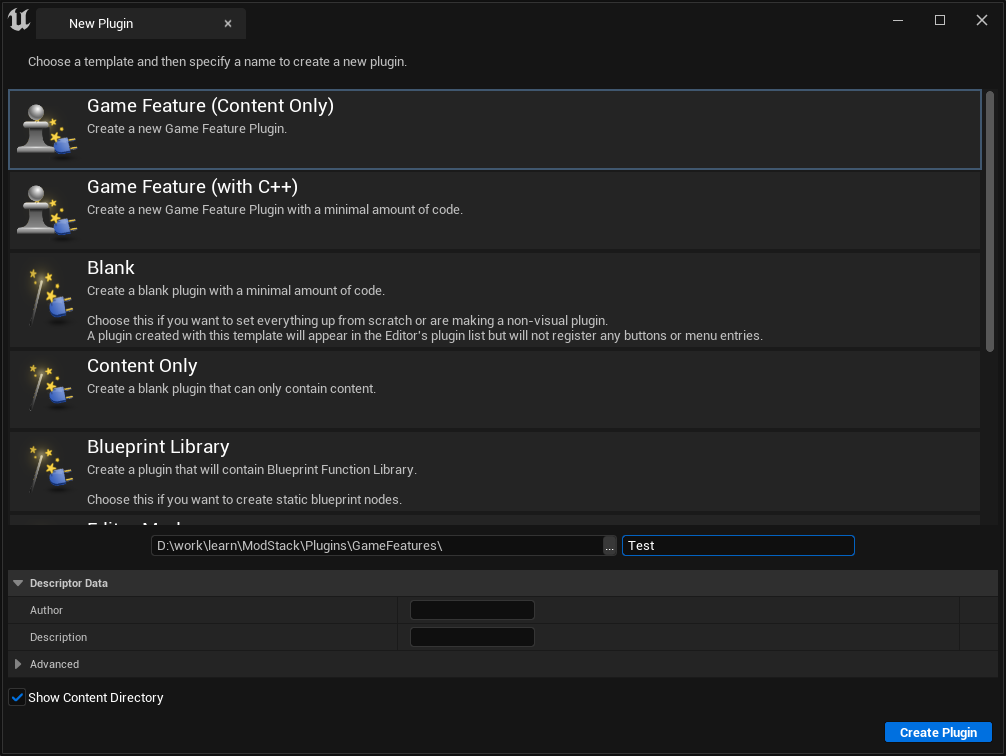 New Plugin
Choose a template and then specify a name to create a new plugin.
Game Feature (Content Only)
Create a new Game Feature Plugin.
Game Feature (with C++)
Create a new Game Feature Plugin with a minimal amount of code.
Blank
Create a blank plugin with a minimal amount of code.
Choose this if you want to set everything up from scratch or are making a non-visual plugin.
A plugin created with this template will appear in the Editor's plugin list but will not register any buttons or menu entries.
Content Only
Create a blank plugin that can only contain content.
Blueprint Library
Create a plugin that will contain Blueprint Function Library.
Choose this if you want to create static blueprint nodes.
D:\work\learn\ModStack\Plugins\GameFeatures\ ... Test
Descriptor Data
Author
Description
Advanced
Show Content Directory
Create Plugin